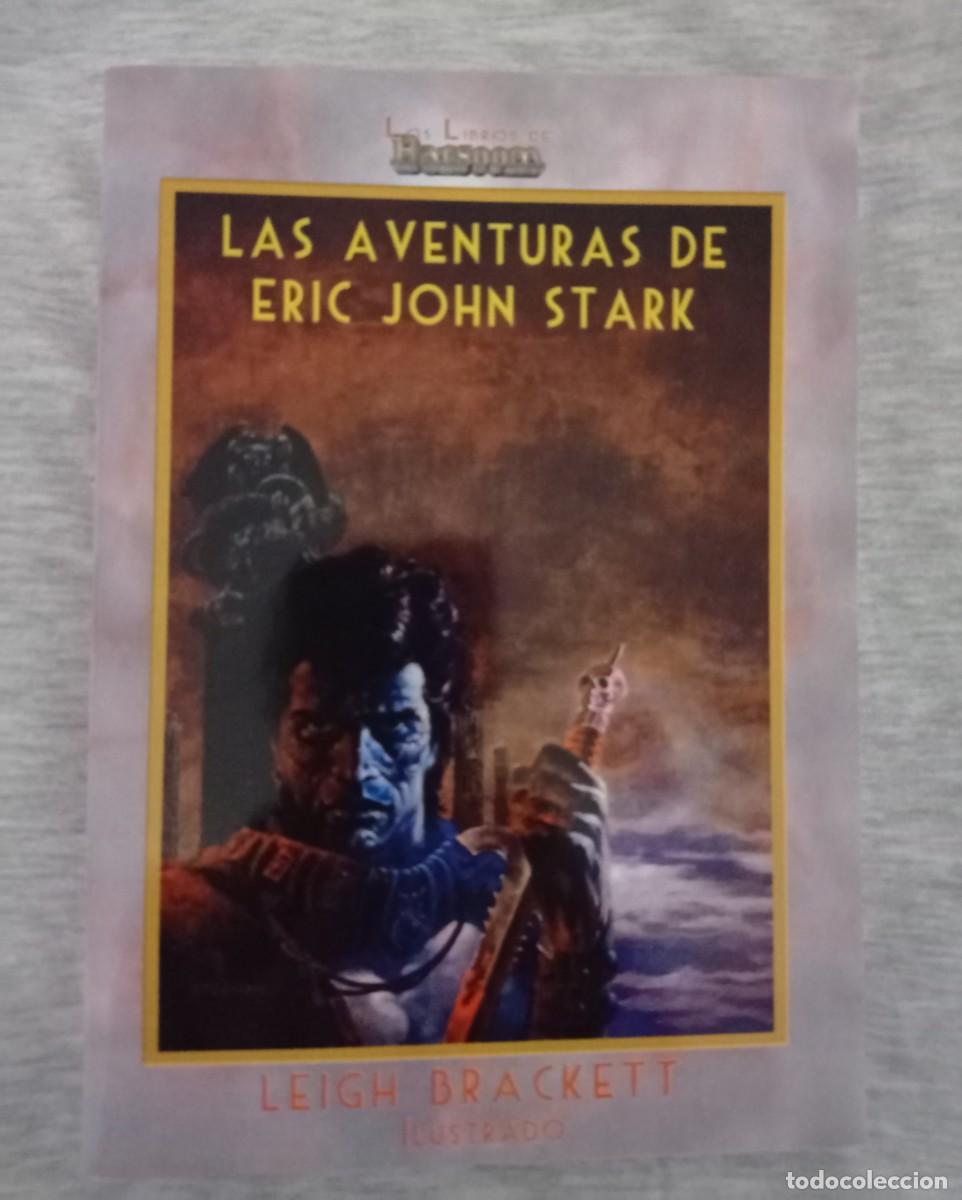 Los Libros de
Barsoom
LAS AVENTURAS DE
ERIC JOHN STARK
LEIGH BRACKETT
ILUSTRADO
todocoleccion